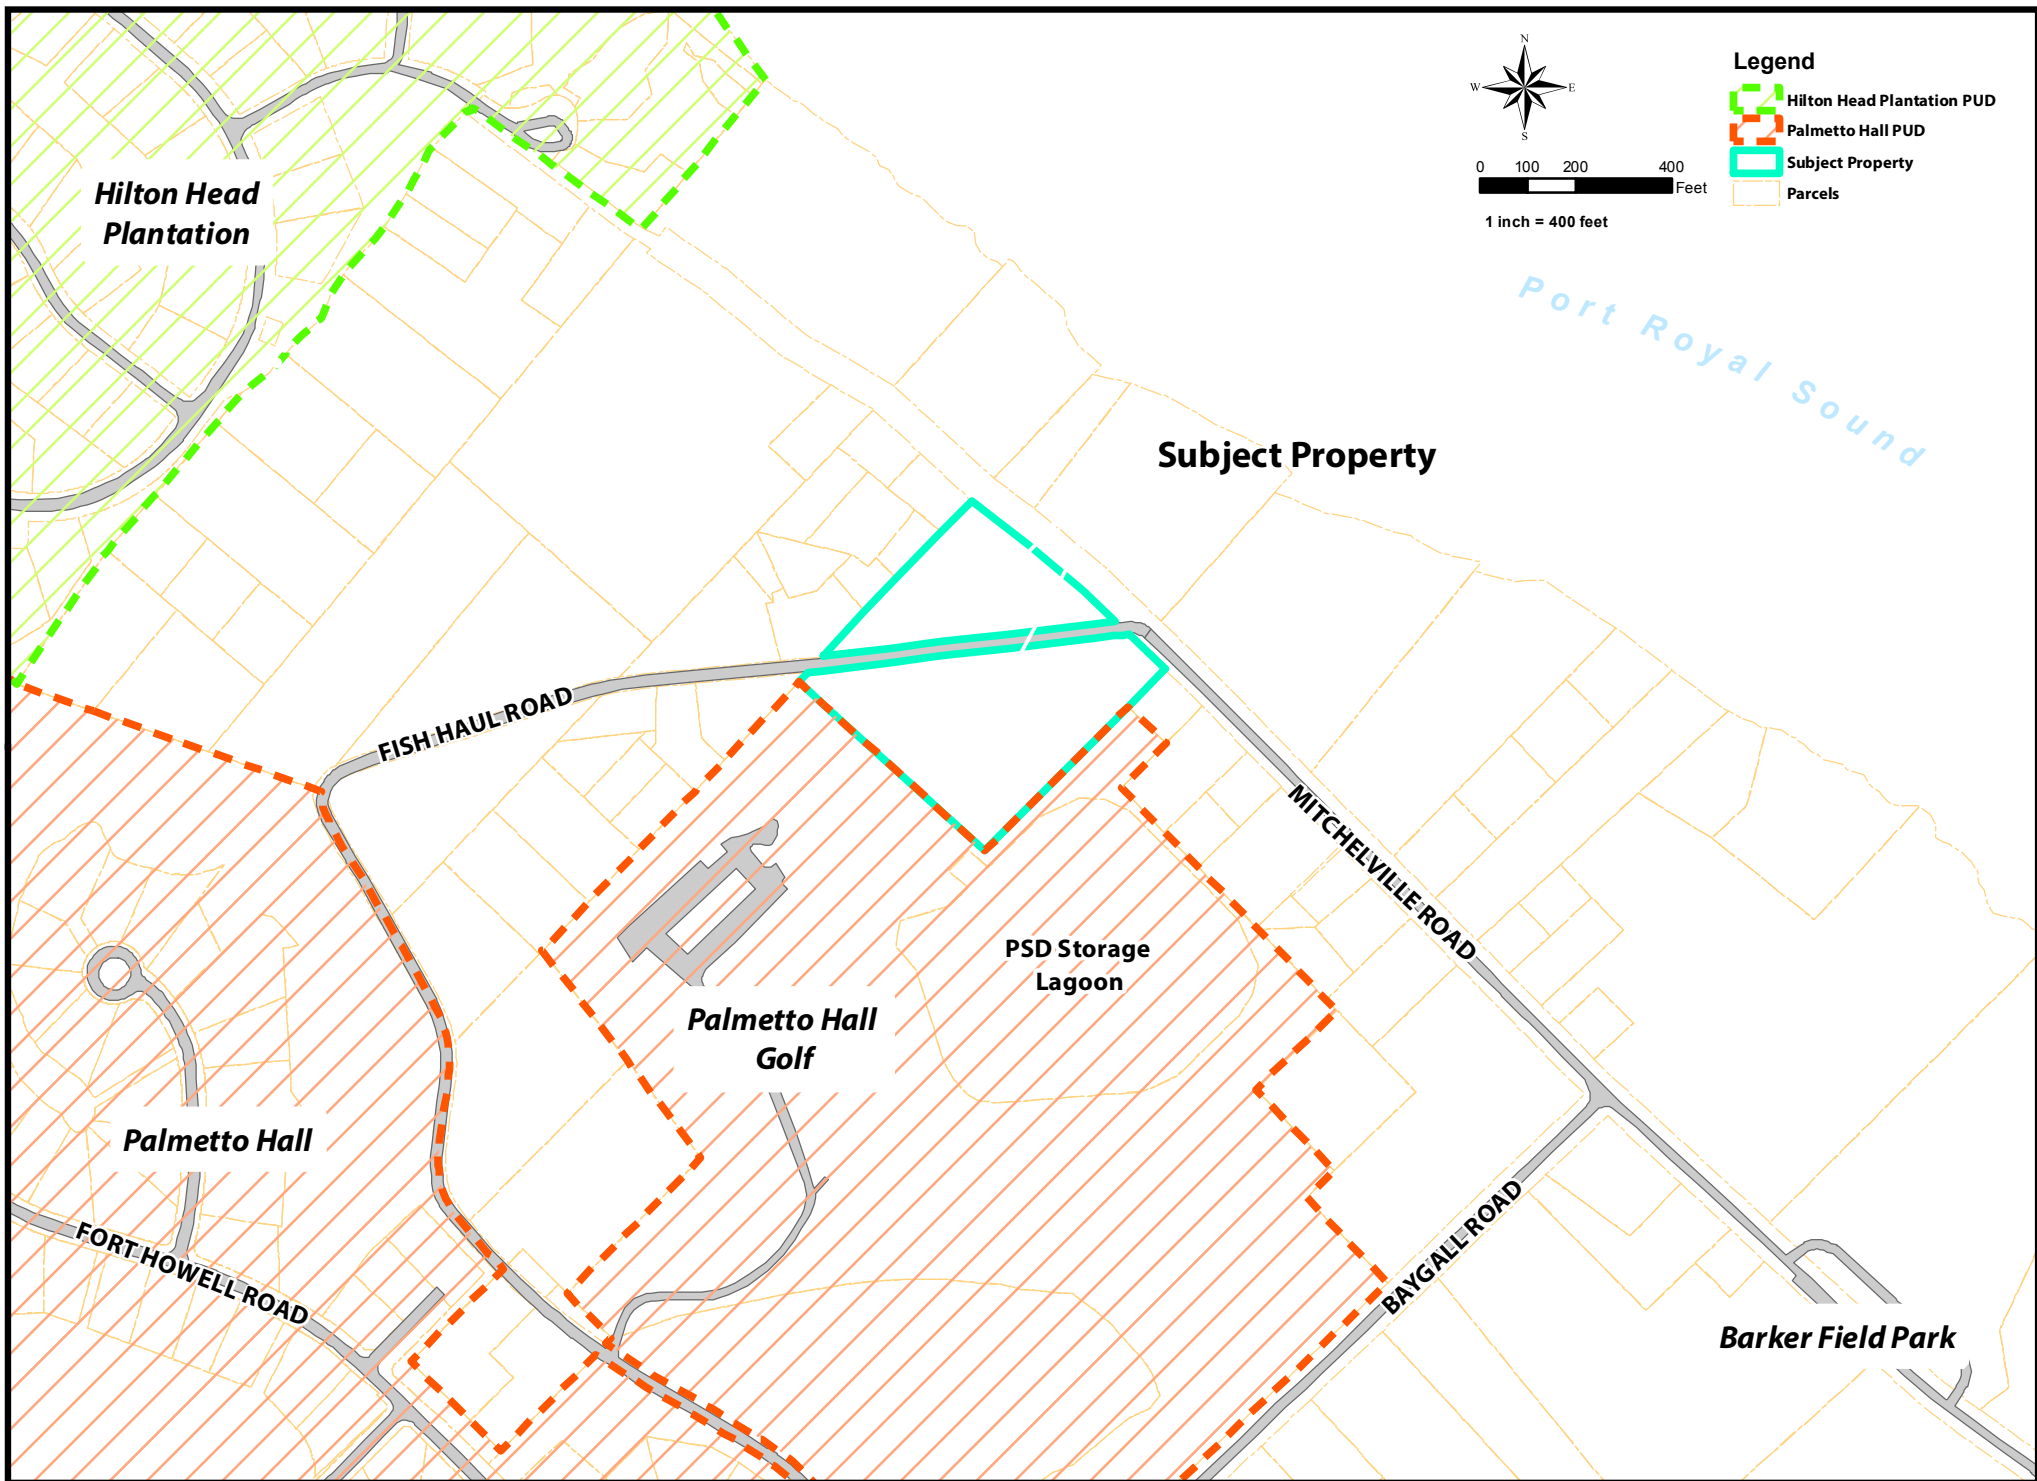 N
W
E
S
0 100 200 400
Feet
1 inch = 400 feet
Legend
Hilton Head Plantation PUD
Palmetto Hall PUD
Subject Property
Parcels
Hilton Head
Plantation
Port Royal Sound
Subject Property
FISH HAUL ROAD
MITCHELVILLE ROAD
PSD Storage
Lagoon
Palmetto Hall
Golf
Palmetto Hall
FORT HOWELL ROAD
BAYGALL ROAD
Barker Field Park